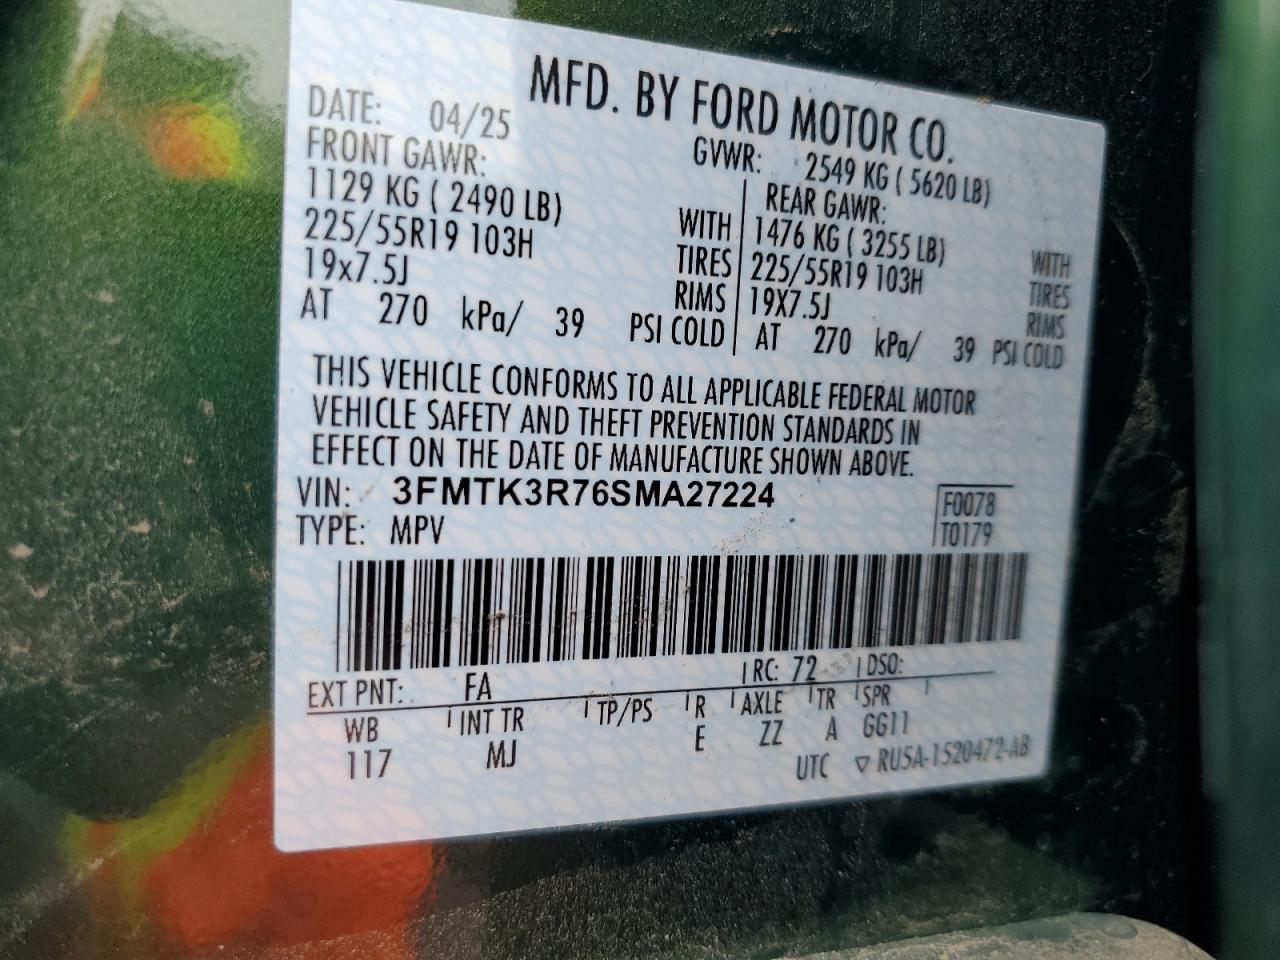 MFD. BY FORD MOTOR CO.
DATE: 04/25
GVWR: 2549 KG ( 5620 LB)
FRONT GAWR:
REAR GAWR:
1129 KG ( 2490 LB) WITH
1476 KG ( 3255 LB) WITH
225/55R19 103H TIRES
225/55R19 103H TIRES
19x7.5J RIMS
19X7.5J RIMS
AT 270 kPa/ 39 PSI COLD
AT 270 kPa/ 39 PSI COLD
THIS VEHICLE CONFORMS TO ALL APPLICABLE FEDERAL MOTOR
VEHICLE SAFETY AND THEFT PREVENTION STANDARDS IN
EFFECT ON THE DATE OF MANUFACTURE SHOWN ABOVE.
VIN: 3FMTK3R76SMA27224
F0078
TYPE: MPV
T0179
EXT PNT: FA RC: 72 DSO:
WB INT TR TP/PS R AXLE TR SPR
117 MJ E ZZ A GG11
UTC ▽ RU5A-1520472-AB